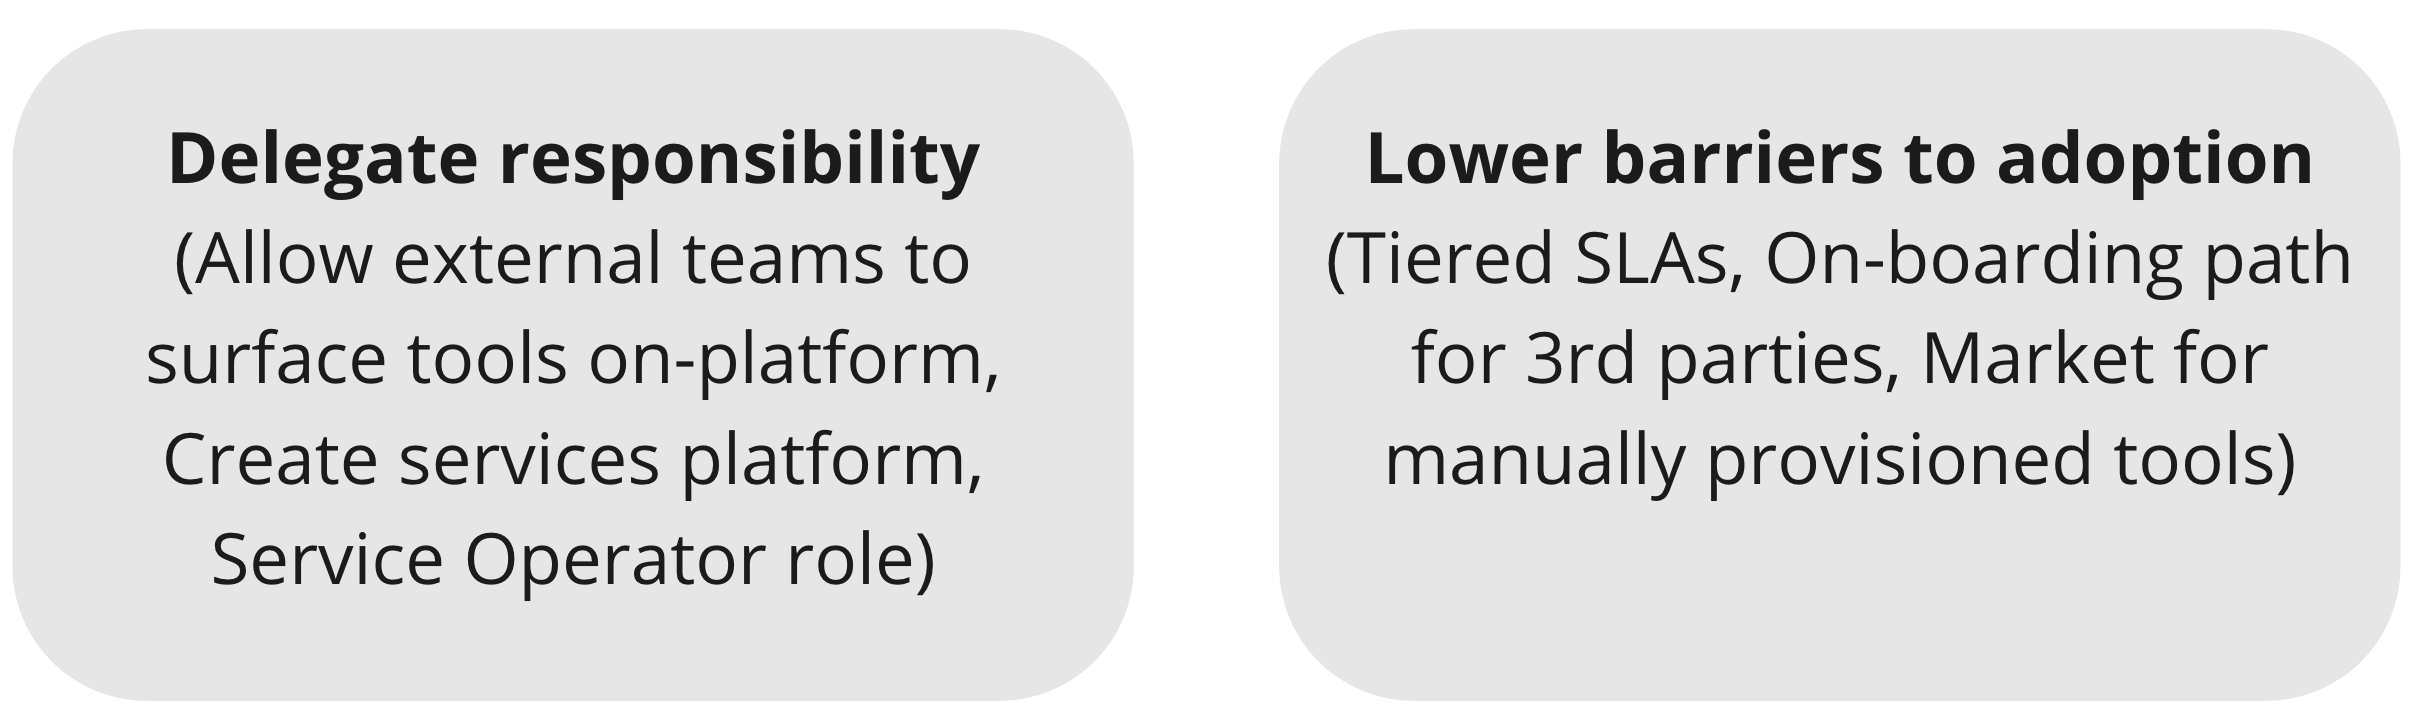 Delegate responsibility
(Allow external teams to
surface tools on-platform,
Create services platform,
Service Operator role)
Lower barriers to adoption
(Tiered SLAs, On-boarding path
for 3rd parties, Market for
manually provisioned tools)